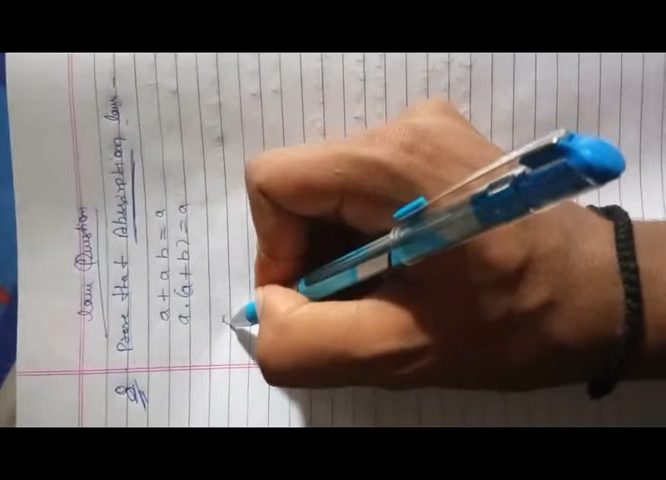 law Question
Q Prove that Absorption law -
a + a b = a
a . (a + b) = a